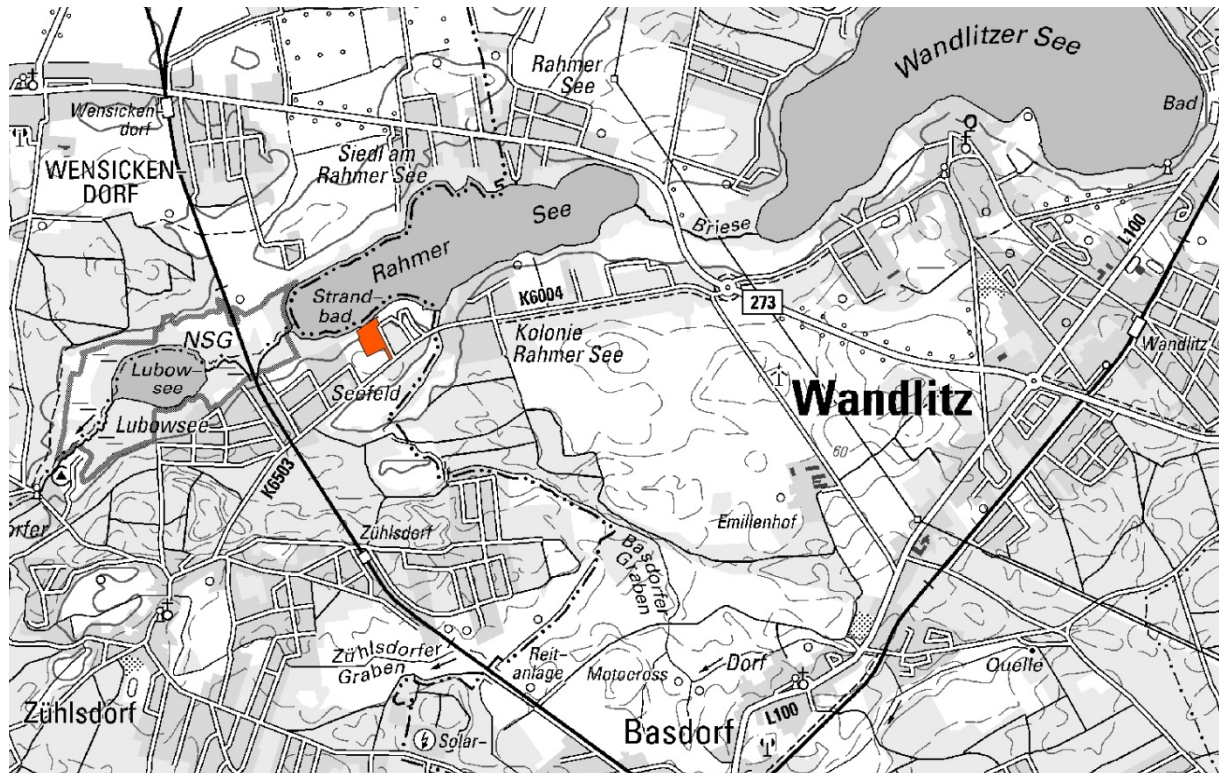 Wandlitzer See
Bad
Rahmer
See
Wensicken-
dorf
WENSICKEN-
DORF
Siedl am
Rahmer See
See
Rahmer
Briese
L100
Strand-
bad
K6004
273
NSG
Kolonie
Rahmer See
Wandlitz
Lubow-
see
Seefeld
Wandlitz
Lubowsee
K6503
60
orfer
Zühlsdorf
Emilienhof
Basdorfer
Graben
Zühlsdorfer
Graben
Reit-
anlage
Motocross
Dorf
Quelle
Zühlsdorf
Solar-
Basdorf
L100